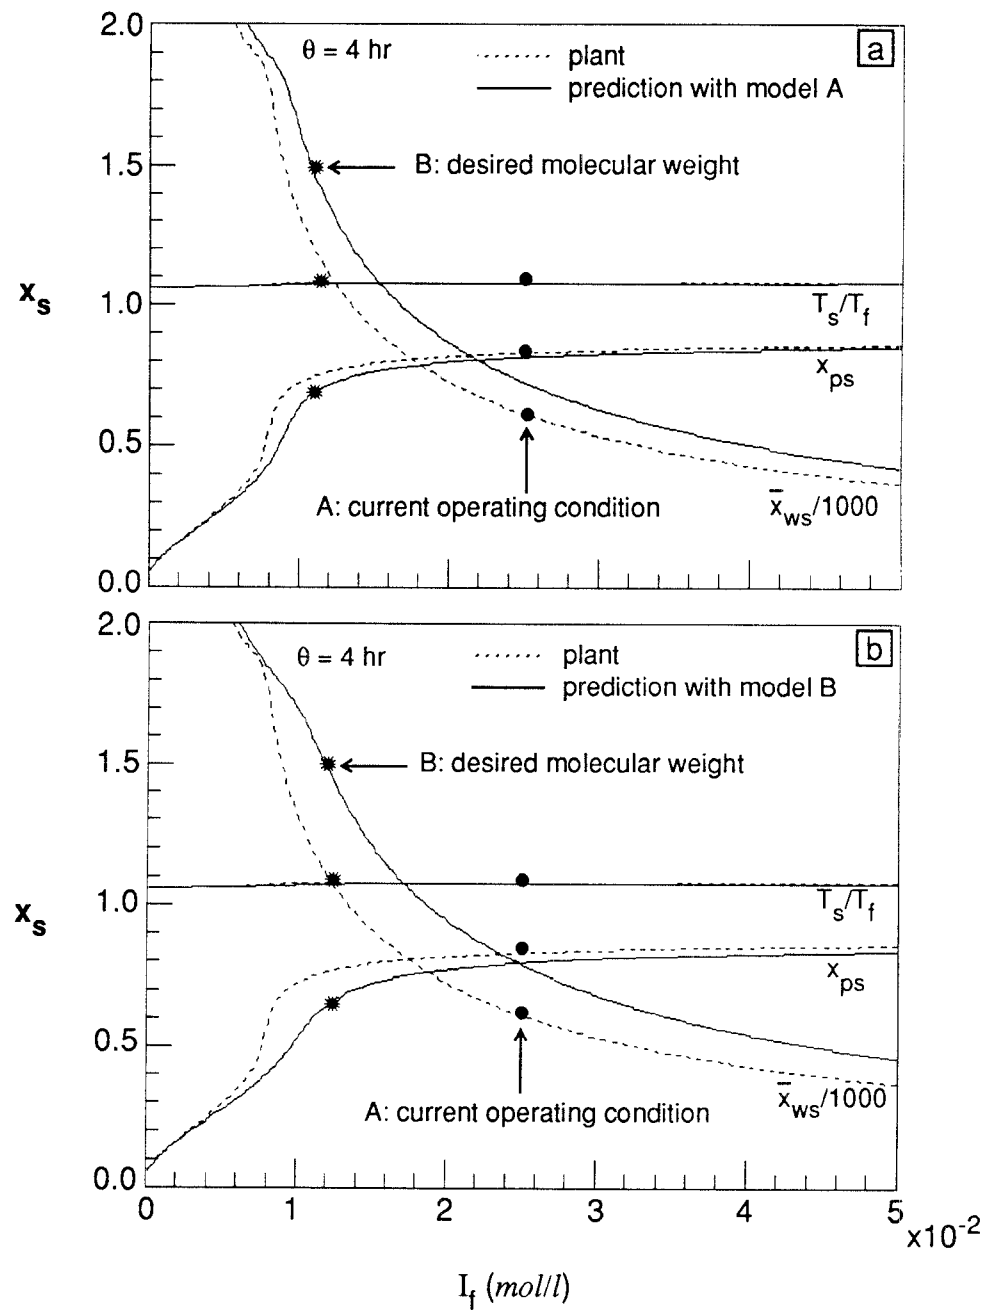 2.0
θ = 4 hr
plant
a
prediction with model A
1.5
B: desired molecular weight
x_s
1.0
T_s/T_f
x_ps
0.5
A: current operating condition
x̄_ws/1000
0.0
2.0
θ = 4 hr
plant
b
prediction with model B
1.5
B: desired molecular weight
x_s
1.0
T_s/T_f
x_ps
0.5
A: current operating condition
x̄_ws/1000
0.0
0 1 2 3 4 5
x10^-2
I_f (mol/l)